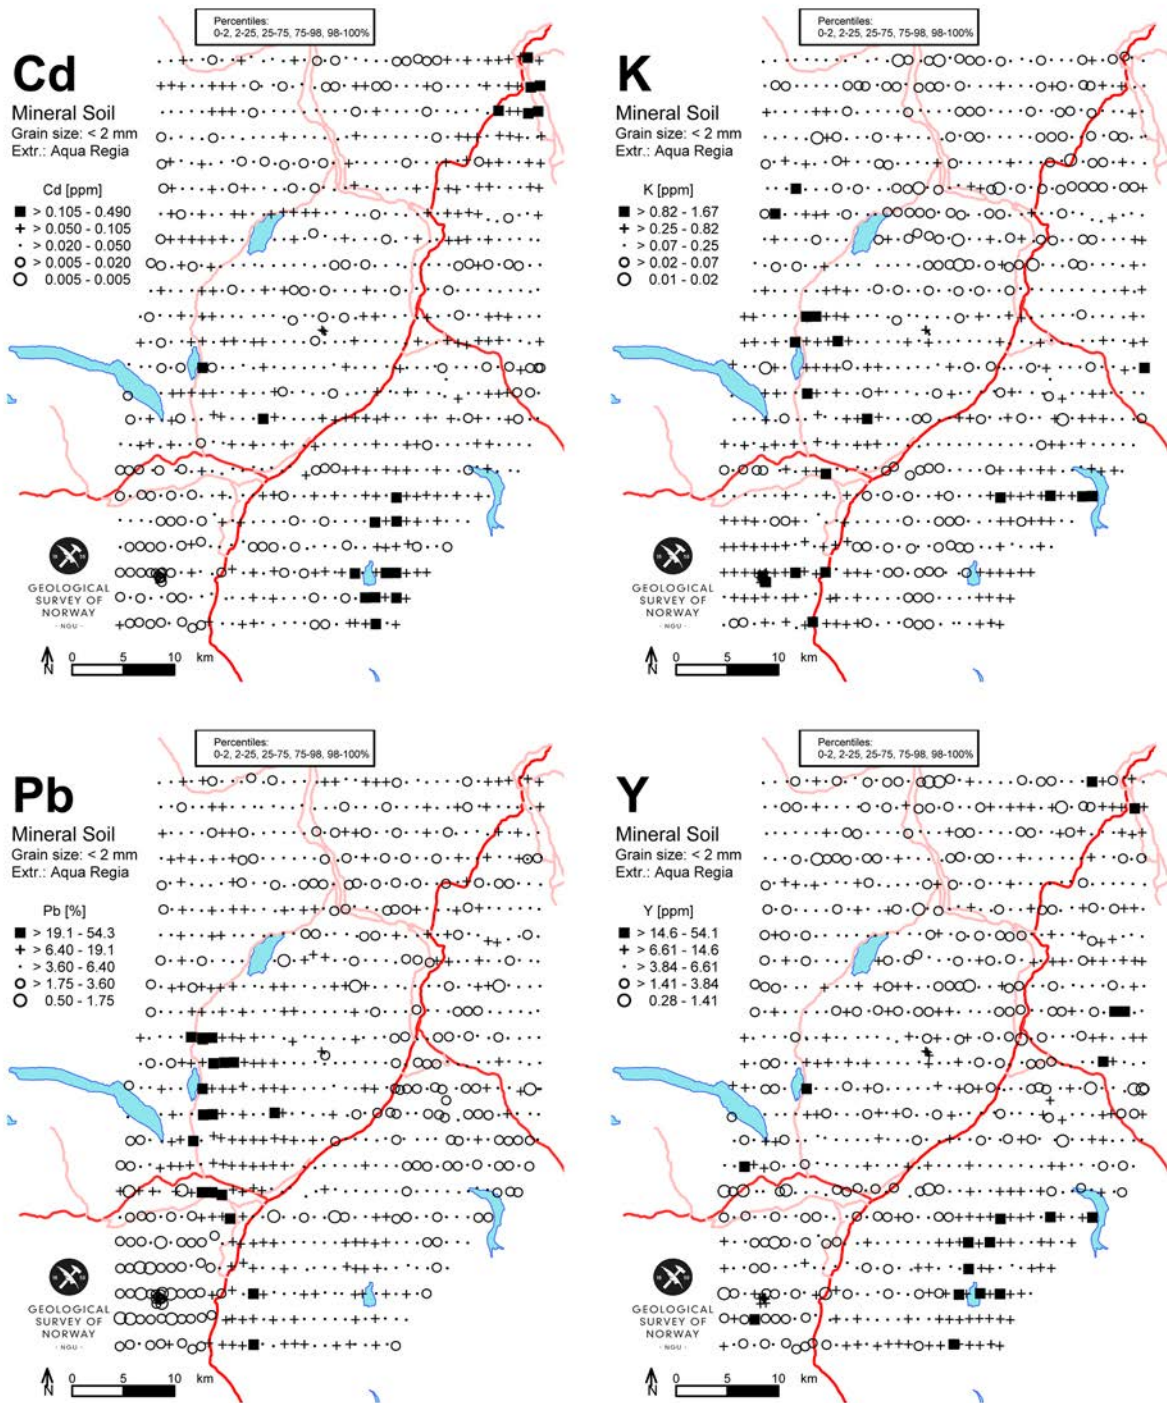 Percentiles:
0-2, 2-25, 25-75, 75-98, 98-100%
Cd
Mineral Soil
Grain size: < 2 mm
Extr.: Aqua Regia
Cd [ppm]
> 0.105 - 0.490
> 0.050 - 0.105
> 0.020 - 0.050
> 0.005 - 0.020
0.005 - 0.005
GEOLOGICAL
SURVEY OF
NORWAY
- NGU -
N
0 5 10 km
Percentiles:
0-2, 2-25, 25-75, 75-98, 98-100%
K
Mineral Soil
Grain size: < 2 mm
Extr.: Aqua Regia
K [ppm]
> 0.82 - 1.67
> 0.25 - 0.82
> 0.07 - 0.25
> 0.02 - 0.07
0.01 - 0.02
GEOLOGICAL
SURVEY OF
NORWAY
- NGU -
N
0 5 10 km
Percentiles:
0-2, 2-25, 25-75, 75-98, 98-100%
Pb
Mineral Soil
Grain size: < 2 mm
Extr.: Aqua Regia
Pb [%]
> 19.1 - 54.3
> 6.40 - 19.1
> 3.60 - 6.40
> 1.75 - 3.60
0.50 - 1.75
GEOLOGICAL
SURVEY OF
NORWAY
- NGU -
N
0 5 10 km
Percentiles:
0-2, 2-25, 25-75, 75-98, 98-100%
Y
Mineral Soil
Grain size: < 2 mm
Extr.: Aqua Regia
Y [ppm]
> 14.6 - 54.1
> 6.61 - 14.6
> 3.84 - 6.61
> 1.41 - 3.84
0.28 - 1.41
GEOLOGICAL
SURVEY OF
NORWAY
- NGU -
N
0 5 10 km